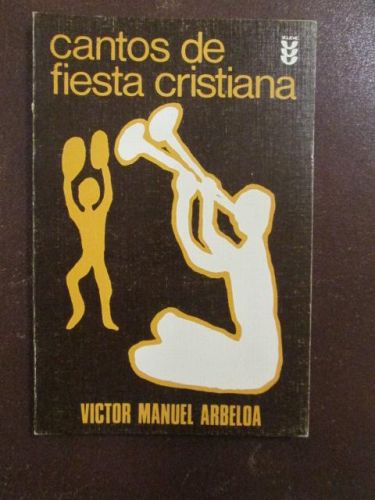 cantos de
fiesta cristiana
VICTOR MANUEL ARBELOA